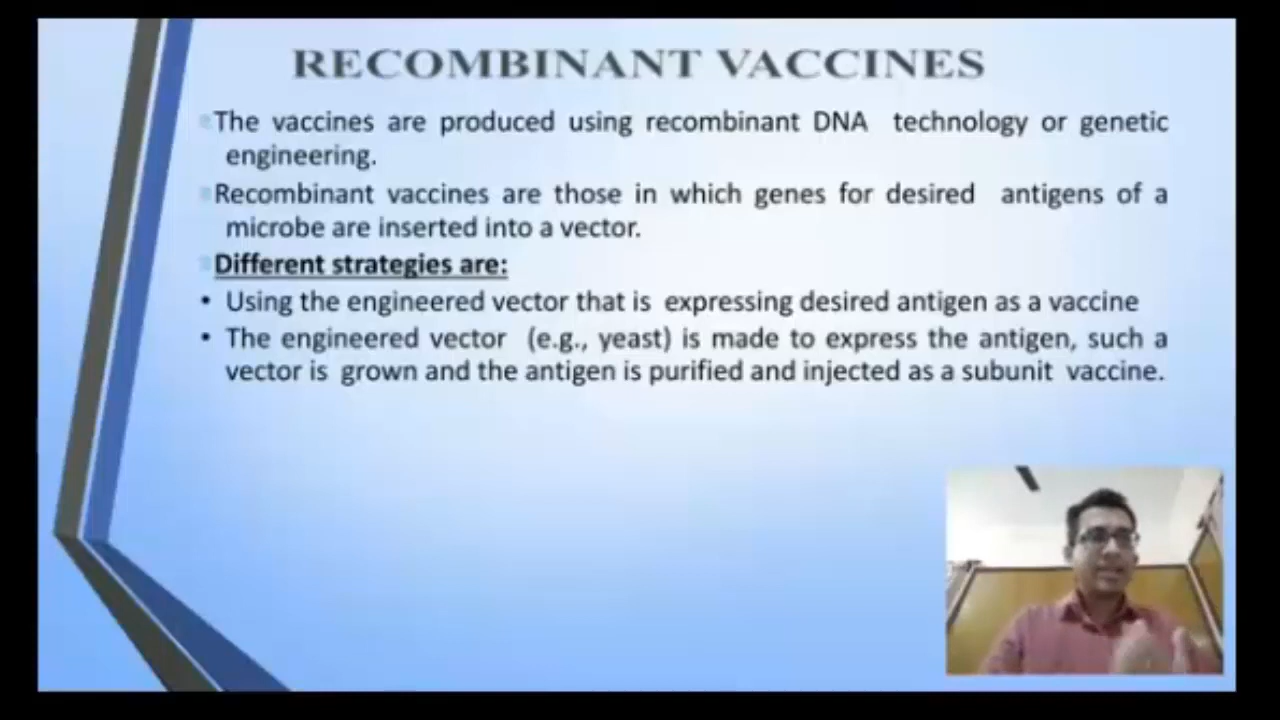 RECOMBINANT VACCINES
The vaccines are produced using recombinant DNA technology or genetic
engineering.
Recombinant vaccines are those in which genes for desired antigens of a
microbe are inserted into a vector.
Different strategies are:
• Using the engineered vector that is expressing desired antigen as a vaccine
• The engineered vector (e.g., yeast) is made to express the antigen, such a
vector is grown and the antigen is purified and injected as a subunit vaccine.